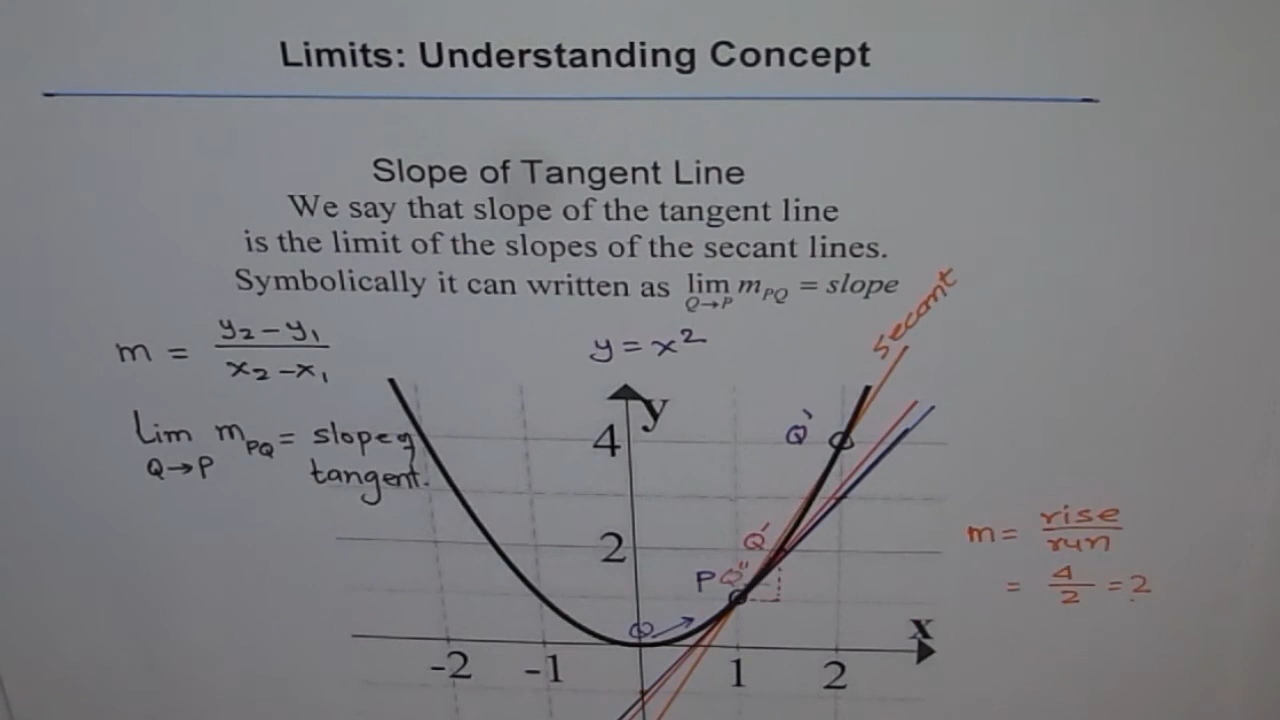 Limits: Understanding Concept
Slope of Tangent Line
We say that slope of the tangent line
is the limit of the slopes of the secant lines.
Symbolically it can written as lim Q→P m_PQ = slope
secant
m = (y₂ - y₁)/(x₂ - x₁)
y = x²
lim Q→P m_PQ = slope of
tangent.
y
4
Q'
2
Q'
P Q"
m = rise/run
= 4/2 = 2
x
-2 -1 1 2